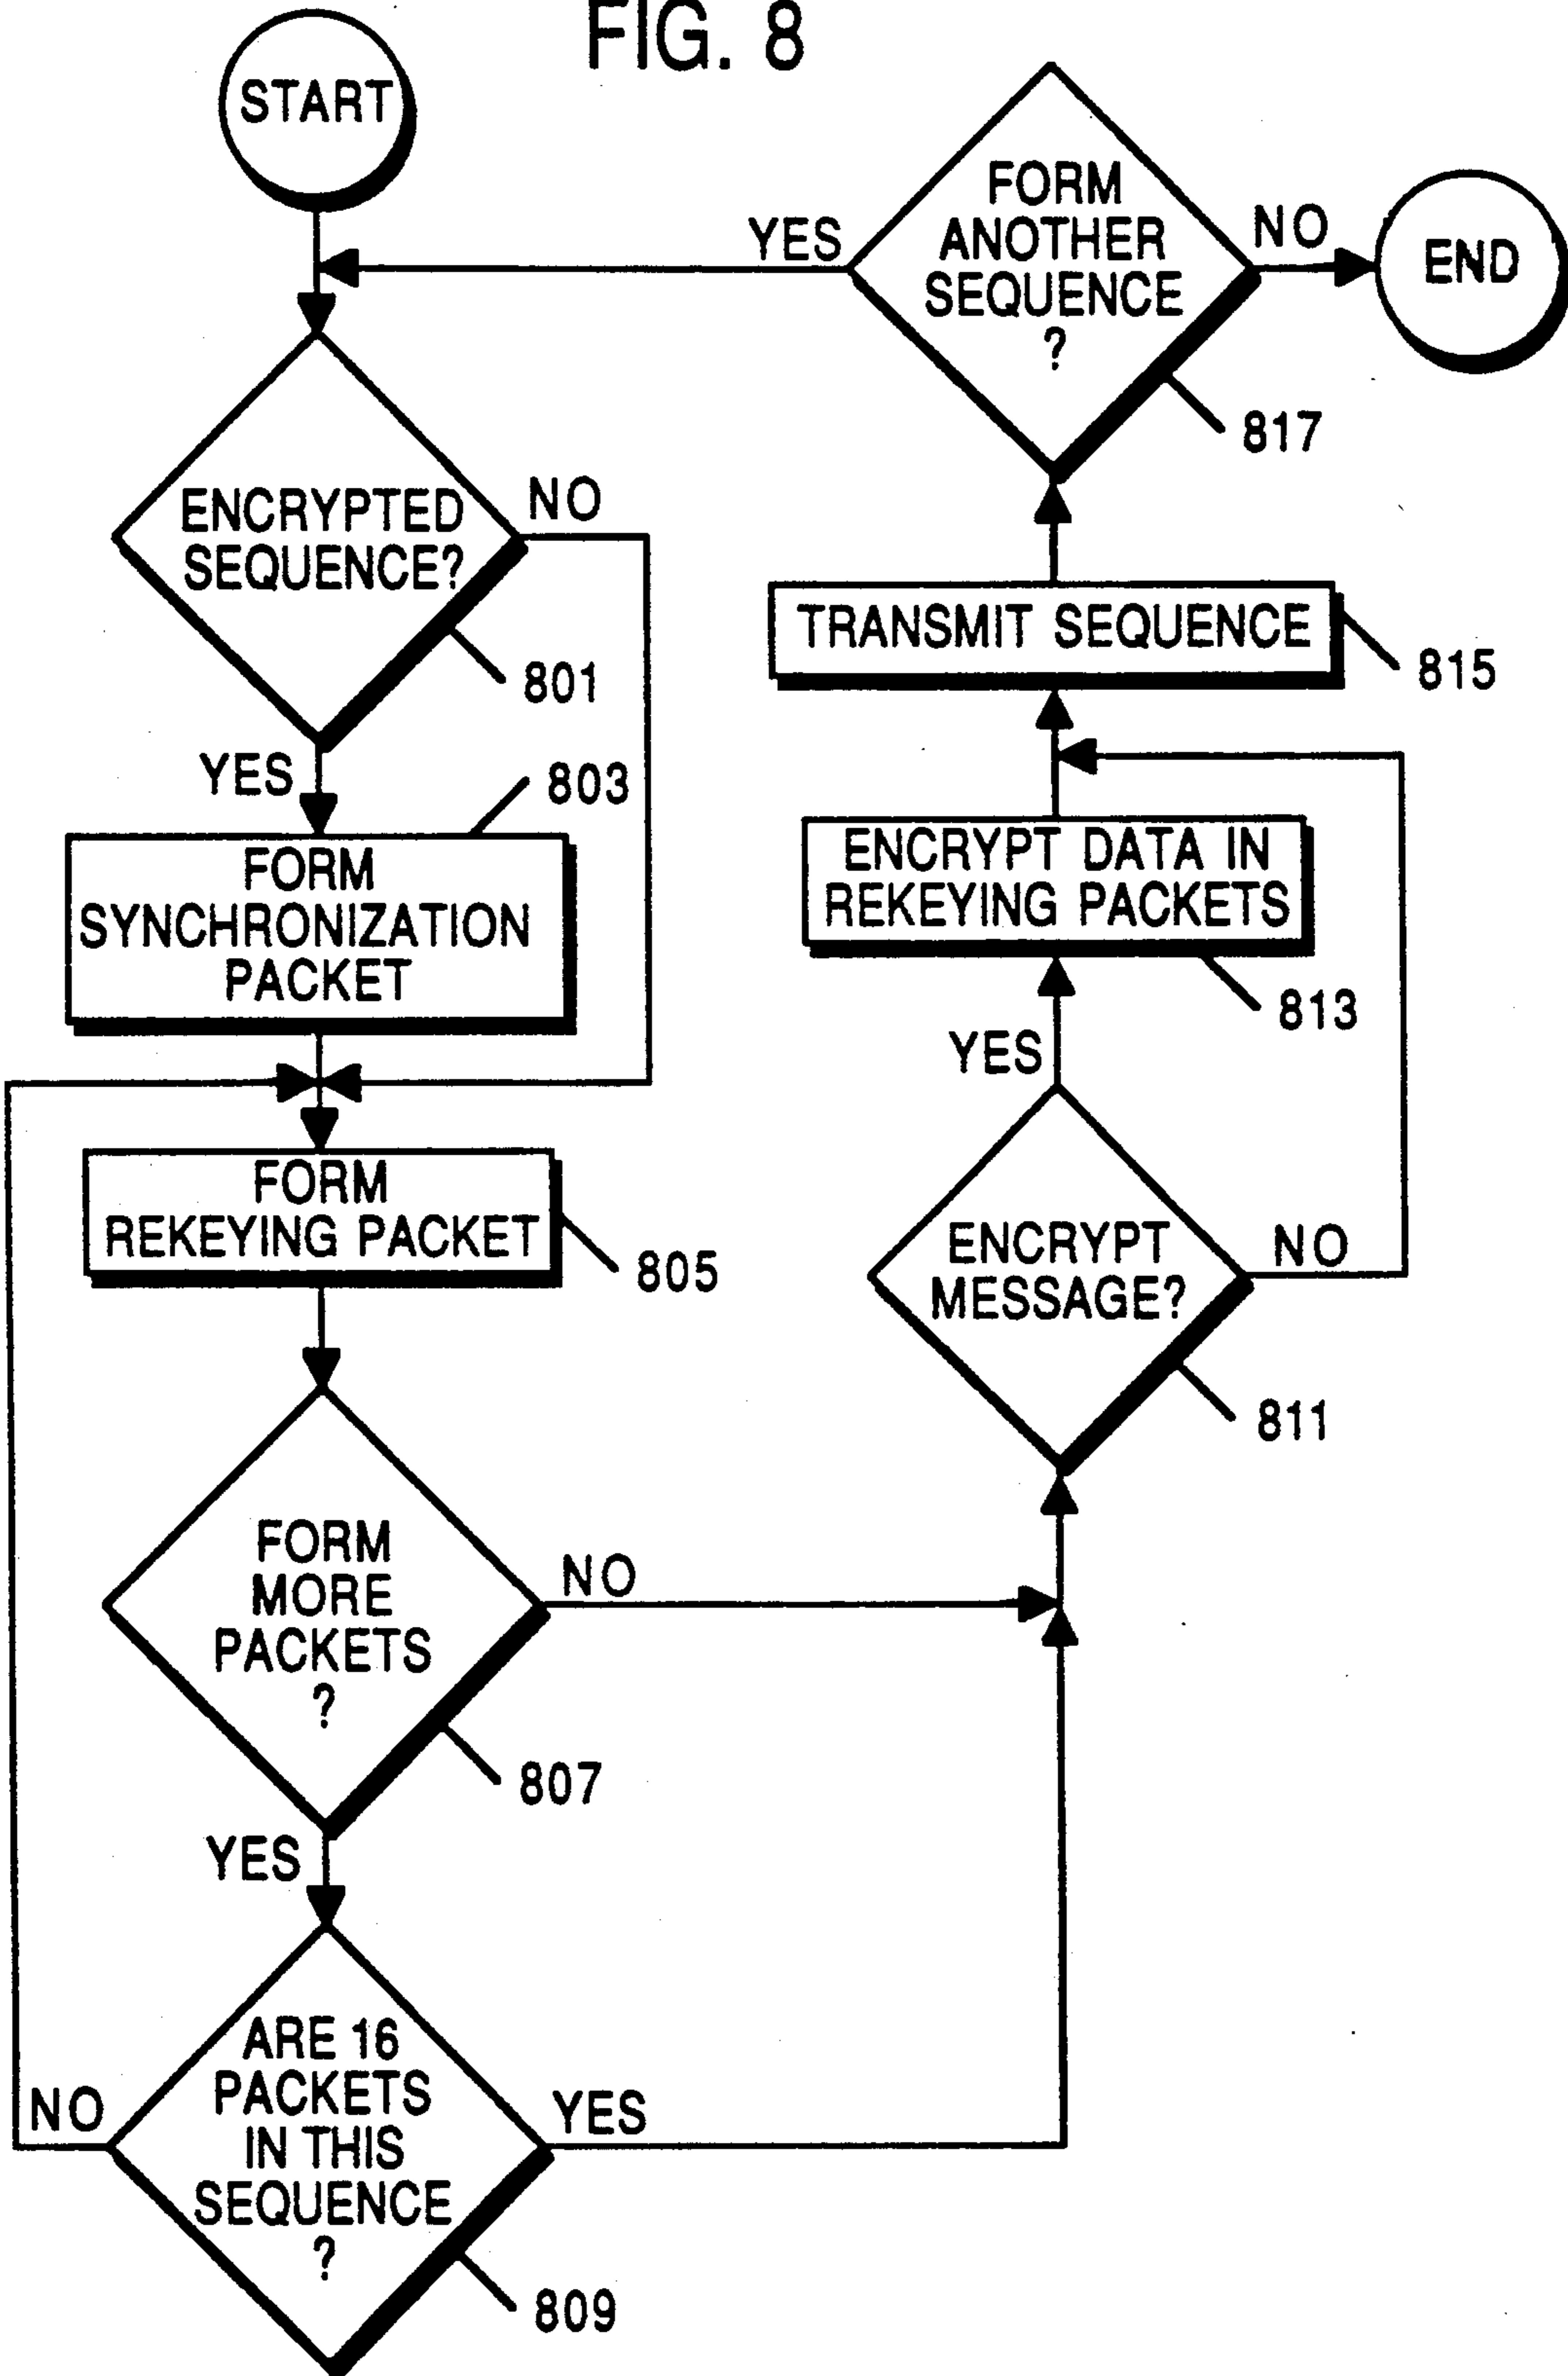 FIG. 8
START
ENCRYPTED
SEQUENCE?
NO
801
YES
803
FORM
SYNCHRONIZATION
PACKET
FORM
REKEYING PACKET
805
FORM
MORE
PACKETS
?
NO
807
YES
ARE 16
PACKETS
IN THIS
SEQUENCE
?
NO
YES
809
ENCRYPT
MESSAGE?
NO
811
YES
ENCRYPT DATA IN
REKEYING PACKETS
813
TRANSMIT SEQUENCE
815
FORM
ANOTHER
SEQUENCE
?
YES
NO
817
END